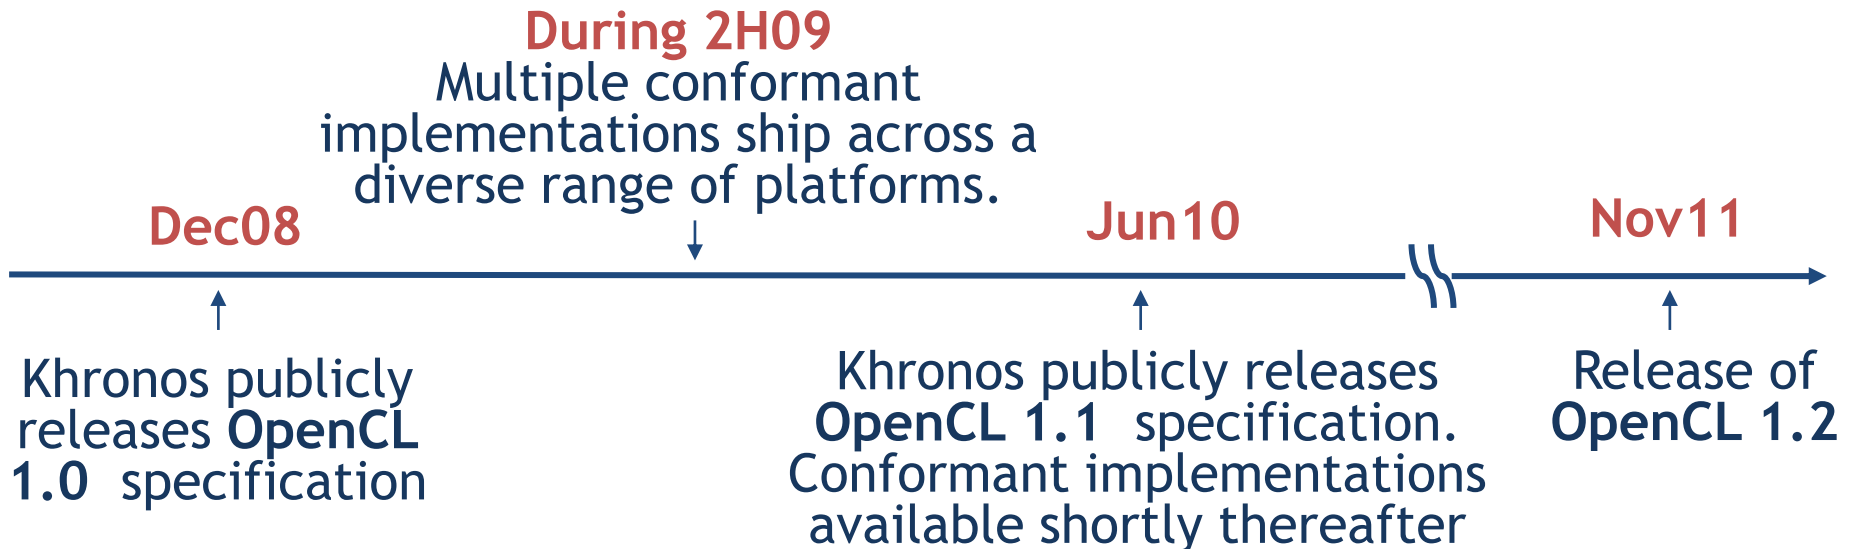 During 2H09
Multiple conformant
implementations ship across a
diverse range of platforms.
Dec08
Jun10
Nov11
Khronos publicly
releases OpenCL
1.0 specification
Khronos publicly releases
OpenCL 1.1 specification.
Conformant implementations
available shortly thereafter
Release of
OpenCL 1.2